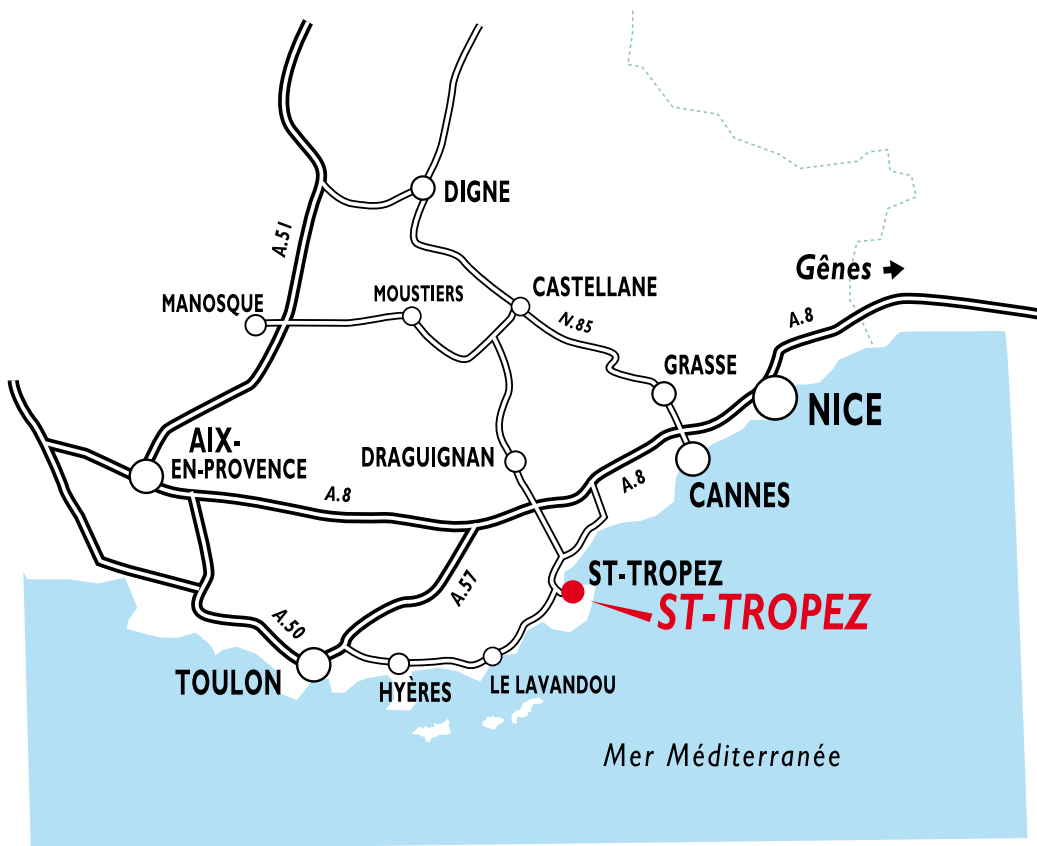 DIGNE
A.51
Gênes
MANOSQUE
MOUSTIERS
CASTELLANE
N.85
A.8
GRASSE
NICE
AIX-
EN-PROVENCE
DRAGUIGNAN
A.8
A.8
CANNES
ST-TROPEZ
A.57
ST-TROPEZ
A.50
TOULON
HYÈRES
LE LAVANDOU
Mer Méditerranée